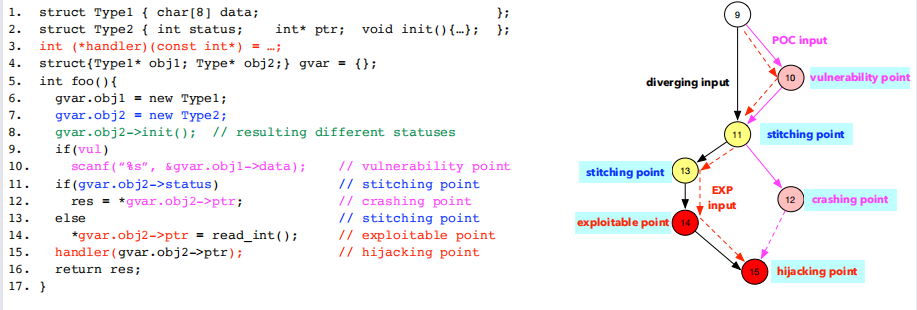 1. struct Type1 { char[8] data; };
2. struct Type2 { int status; int* ptr; void init(){…}; };
3. int (*handler)(const int*) = …;
4. struct{Type1* obj1; Type* obj2;} gvar = {};
5. int foo(){
6. gvar.obj1 = new Type1;
7. gvar.obj2 = new Type2;
8. gvar.obj2->init(); // resulting different statuses
9. if(vul)
10. scanf(“%s”, &gvar.obj1->data); // vulnerability point
11. if(gvar.obj2->status) // stitching point
12. res = *gvar.obj2->ptr; // crashing point
13. else // stitching point
14. *gvar.obj2->ptr = read_int(); // exploitable point
15. handler(gvar.obj2->ptr); // hijacking point
16. return res;
17. }
9
POC input
diverging input
10
vulnerability point
11
stitching point
stitching point
13
EXP
input
12
crashing point
exploitable point
14
15
hijacking point